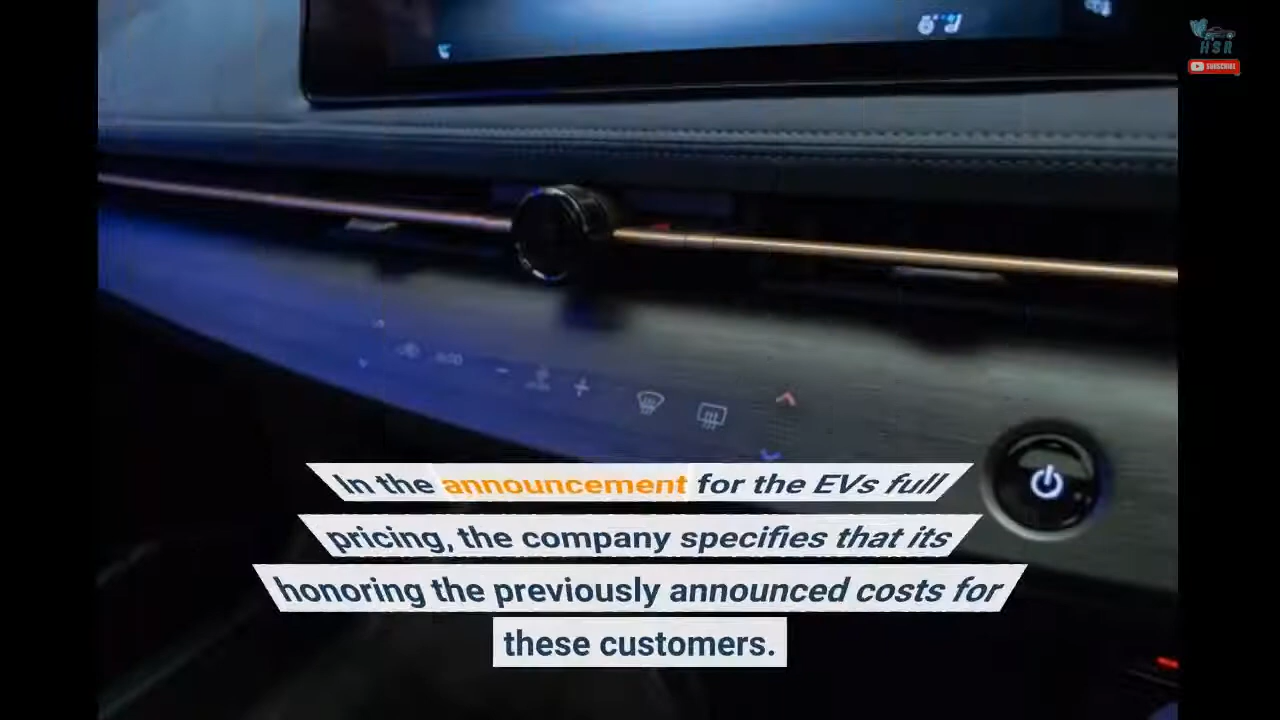 HSR
SUBSCRIBE
In the announcement for the EVs full
pricing, the company specifies that its
honoring the previously announced costs for
these customers.